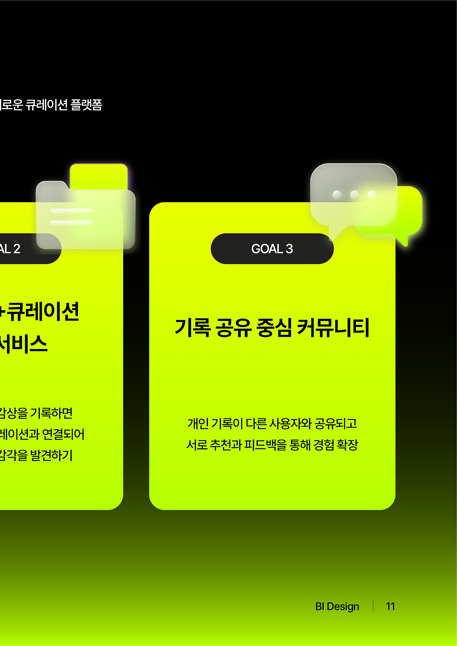 로운 큐레이션 플랫폼
AL 2
+큐레이션
서비스
감상을 기록하면
레이션과 연결되어
감각을 발견하기
GOAL 3
기록 공유 중심 커뮤니티
개인 기록이 다른 사용자와 공유되고
서로 추천과 피드백을 통해 경험 확장
BI Design
11